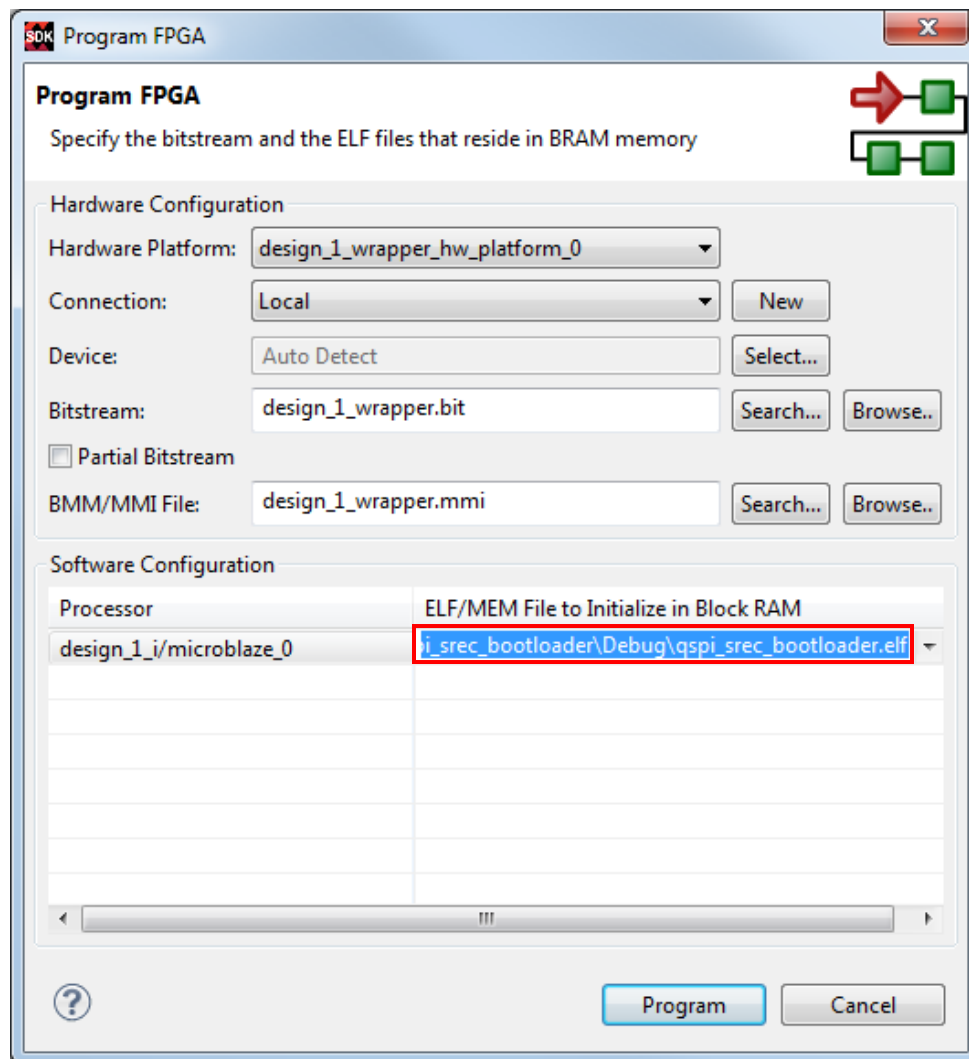 SDK Program FPGA
Program FPGA
Specify the bitstream and the ELF files that reside in BRAM memory
Hardware Configuration
Hardware Platform: design_1_wrapper_hw_platform_0
Connection: Local New
Device: Auto Detect Select...
Bitstream: design_1_wrapper.bit Search... Browse..
Partial Bitstream
BMM/MMI File: design_1_wrapper.mmi Search... Browse..
Software Configuration
Processor ELF/MEM File to Initialize in Block RAM
design_1_i/microblaze_0 pi_srec_bootloader\Debug\qspi_srec_bootloader.elf
? Program Cancel